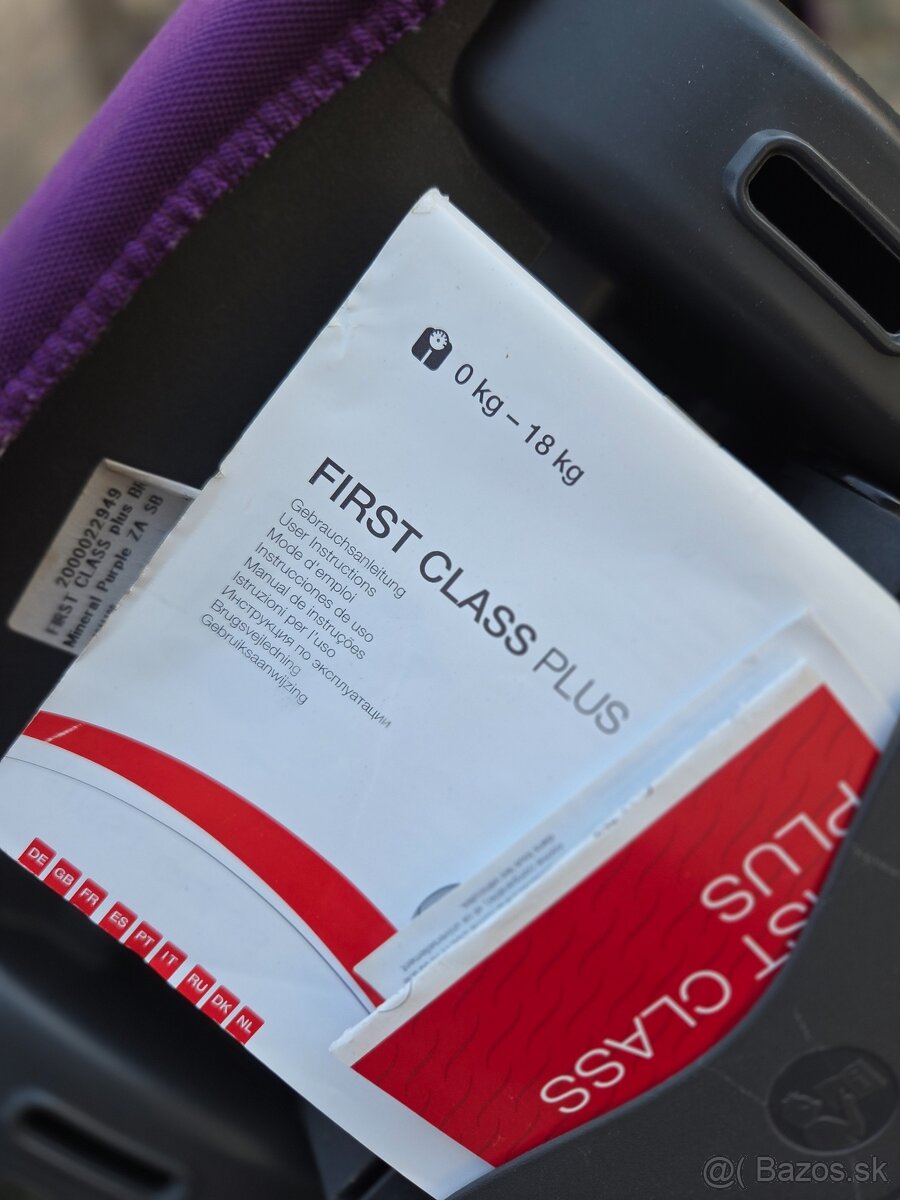 0 kg – 18 kg
FIRST CLASS PLUS
Gebrauchsanleitung
User Instructions
Mode d'emploi
Instrucciones de uso
Manual de instruções
Istruzioni per l'uso
Инструкция по эксплуатации
Brugsvejledning
Gebruiksaanwijzing
DE GB FR ES PT IT RU DK NL
2000022949
FIRST CLASS plus BR
Mineral Purple ZA SB
CLASS
PLUS
@( Bazos.sk